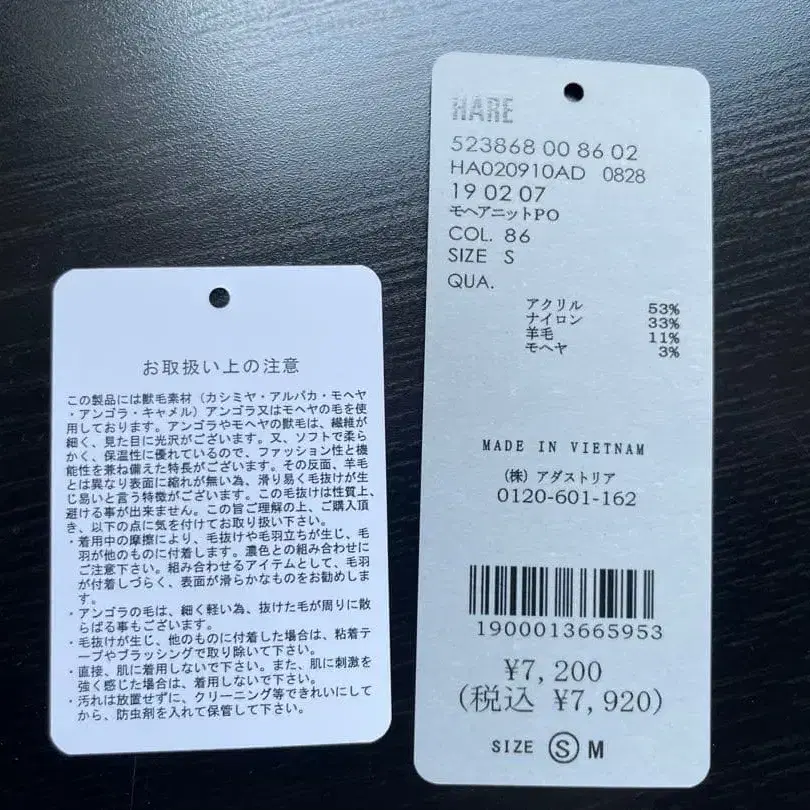 お取扱い上の注意
この製品には獣毛素材（カシミヤ・アルパカ・モヘヤ
・アンゴラ・キャメル）アンゴラ又はモヘヤの毛を使
用しております。アンゴラやモヘヤの獣毛は、繊維が
細く、見た目に光沢がございます。又、ソフトで柔ら
かく、保温性に優れているので、ファッション性と機
能性を兼ね備えた特長がございます。その反面、羊毛
とは異なり表面に縮れが無い為、滑り易く毛抜けが生
じ易いと言う特徴がございます。この毛抜けは性質上、
避ける事が出来ません。この旨ご理解の上、ご購入頂
き、以下の点に気を付けてお取り扱い下さい。
・着用中の摩擦により、毛抜けや毛羽立ちが生じ、毛
羽が他のものに付着します。濃色との組み合わせに
ご注意下さい。組み合わせるアイテムとして、毛羽
が付着しづらく、表面が滑らかなものをお勧めしま
す。
・アンゴラの毛は、細く軽い為、抜けた毛が周りに散
らばる事もございます。
・毛抜けが生じ、他のものに付着した場合は、粘着テ
ープやブラッシングで取り除いて下さい。
・直接、肌に着用しないで下さい。また、肌に刺激を
強く感じた場合は、着用しないで下さい。
・汚れは放置せずに、クリーニング等できれいにして
から、防虫剤を入れて保管して下さい。
HARE
523868 00 86 02
HA020910AD 0828
19 02 07
モヘアニットPO
COL. 86
SIZE S
QUA.
アクリル 53%
ナイロン 33%
羊毛 11%
モヘヤ 3%
MADE IN VIETNAM
（株）アダストリア
0120-601-162
1900013665953
¥7,200
(税込 ¥7,920)
SIZE Ⓢ M